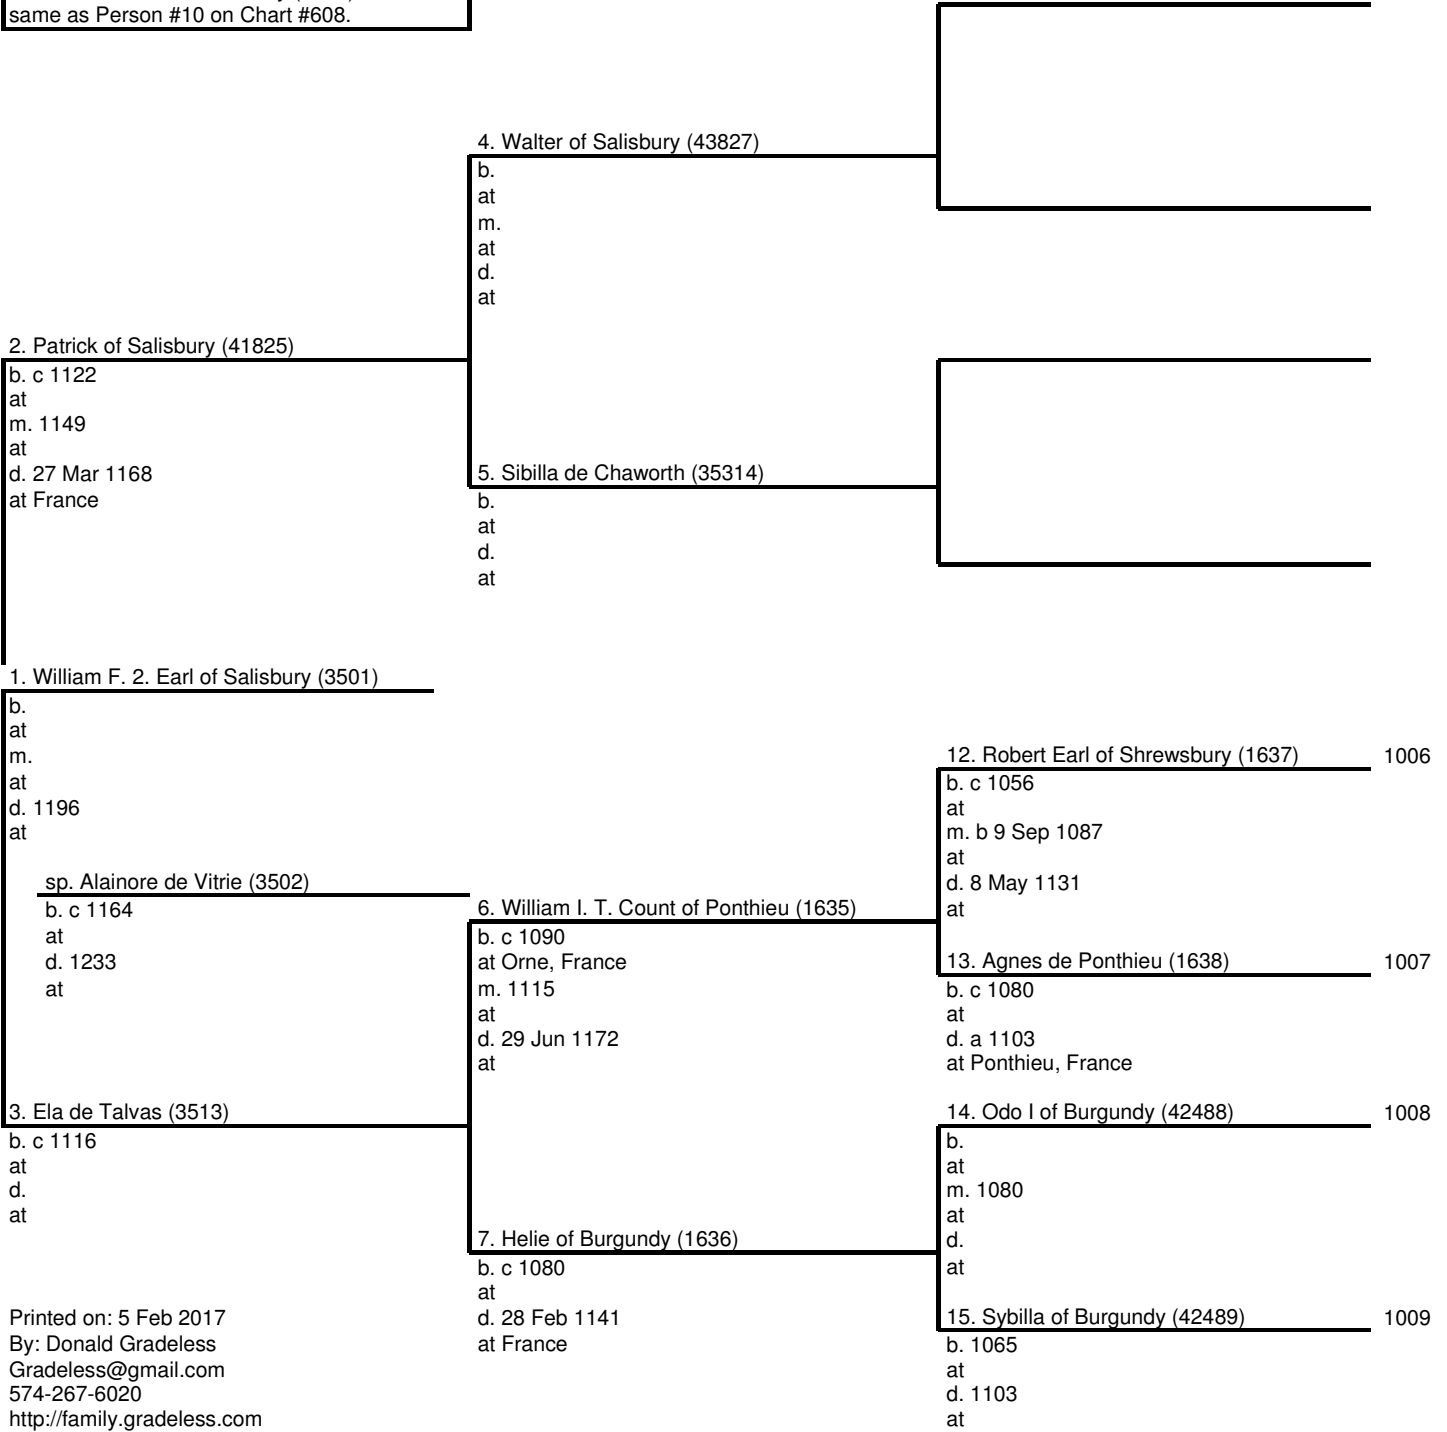 same as Person #10 on Chart #608.
4. Walter of Salisbury (43827)
b.
at
m.
at
d.
at
2. Patrick of Salisbury (41825)
b. c 1122
at
m. 1149
at
d. 27 Mar 1168
at France
5. Sibilla de Chaworth (35314)
b.
at
d.
at
1. William F. 2. Earl of Salisbury (3501)
b.
at
m.
at
d. 1196
at
sp. Alainore de Vitrie (3502)
b. c 1164
at
d. 1233
at
12. Robert Earl of Shrewsbury (1637) 1006
b. c 1056
at
m. b 9 Sep 1087
at
d. 8 May 1131
at
6. William I. T. Count of Ponthieu (1635)
b. c 1090
at Orne, France
m. 1115
at
d. 29 Jun 1172
at
13. Agnes de Ponthieu (1638) 1007
b. c 1080
at
d. a 1103
at Ponthieu, France
3. Ela de Talvas (3513)
b. c 1116
at
d.
at
14. Odo I of Burgundy (42488) 1008
b.
at
m. 1080
at
d.
at
7. Helie of Burgundy (1636)
b. c 1080
at
d. 28 Feb 1141
at France
15. Sybilla of Burgundy (42489) 1009
b. 1065
at
d. 1103
at
Printed on: 5 Feb 2017
By: Donald Gradeless
Gradeless@gmail.com
574-267-6020
http://family.gradeless.com